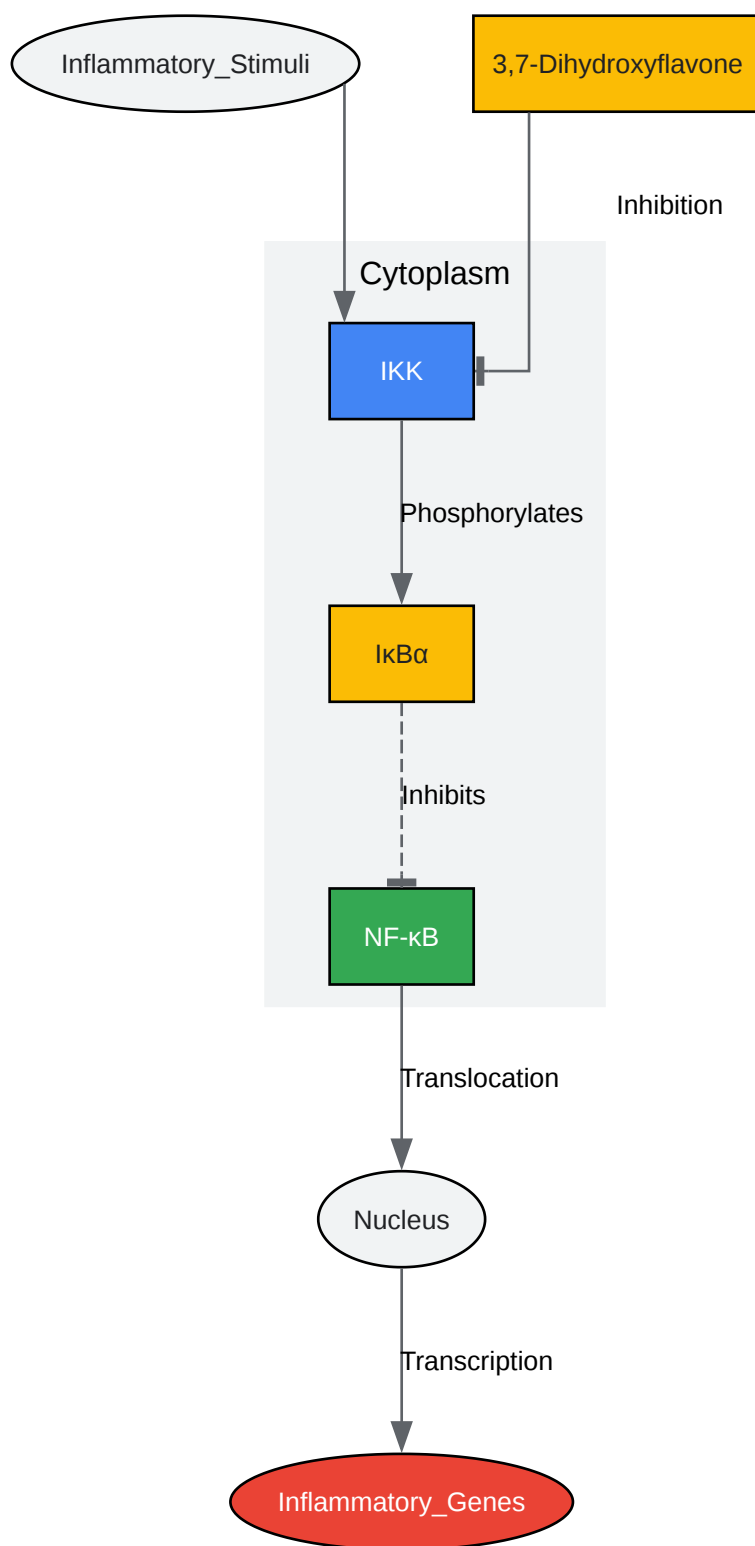 Inflammatory_Stimuli
3,7-Dihydroxyflavone
Inhibition
Cytoplasm
IKK
Phosphorylates
IκBα
Inhibits
NF-κB
Translocation
Nucleus
Transcription
Inflammatory_Genes